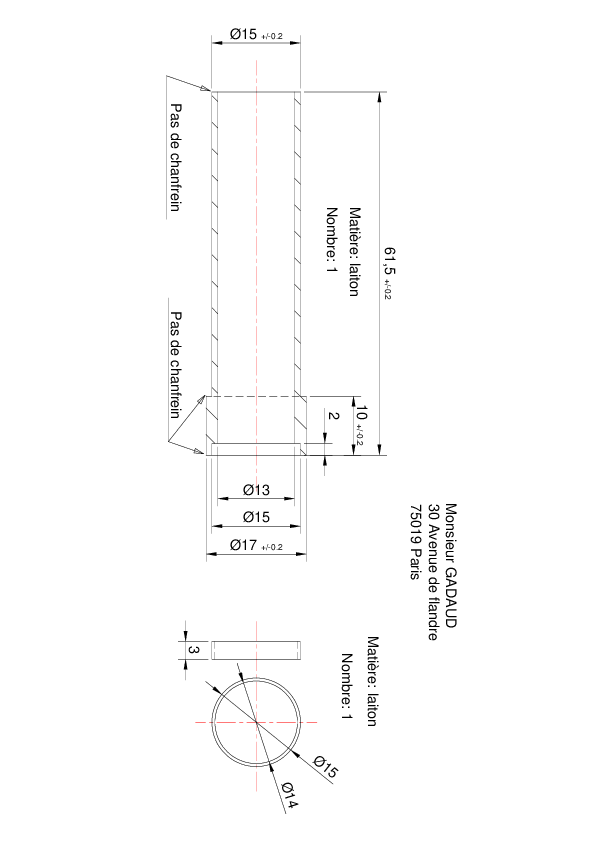 Ø15 +/-0.2
Pas de chanfrein
Matière: laiton
Nombre: 1
61,5 +/-0.2
Pas de chanfrein
10 +/-0.2
2
Ø13
Ø15
Ø17 +/-0.2
Monsieur GADAUD
30 Avenue de flandre
75019 Paris
3
Matière: laiton
Nombre: 1
Ø15
Ø14